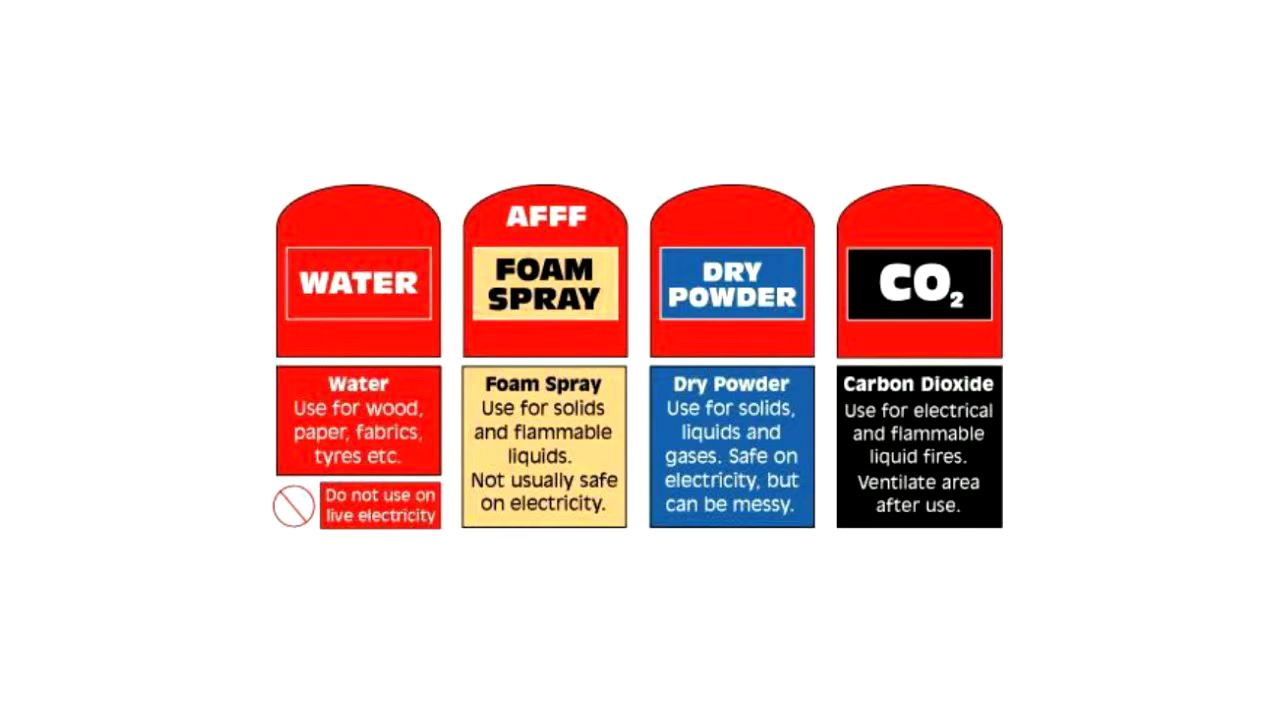 WATER
AFFF
FOAM
SPRAY
DRY
POWDER
CO₂
Water
Use for wood,
paper, fabrics,
tyres etc.
Do not use on
live electricity
Foam Spray
Use for solids
and flammable
liquids.
Not usually safe
on electricity.
Dry Powder
Use for solids,
liquids and
gases. Safe on
electricity, but
can be messy.
Carbon Dioxide
Use for electrical
and flammable
liquid fires.
Ventilate area
after use.